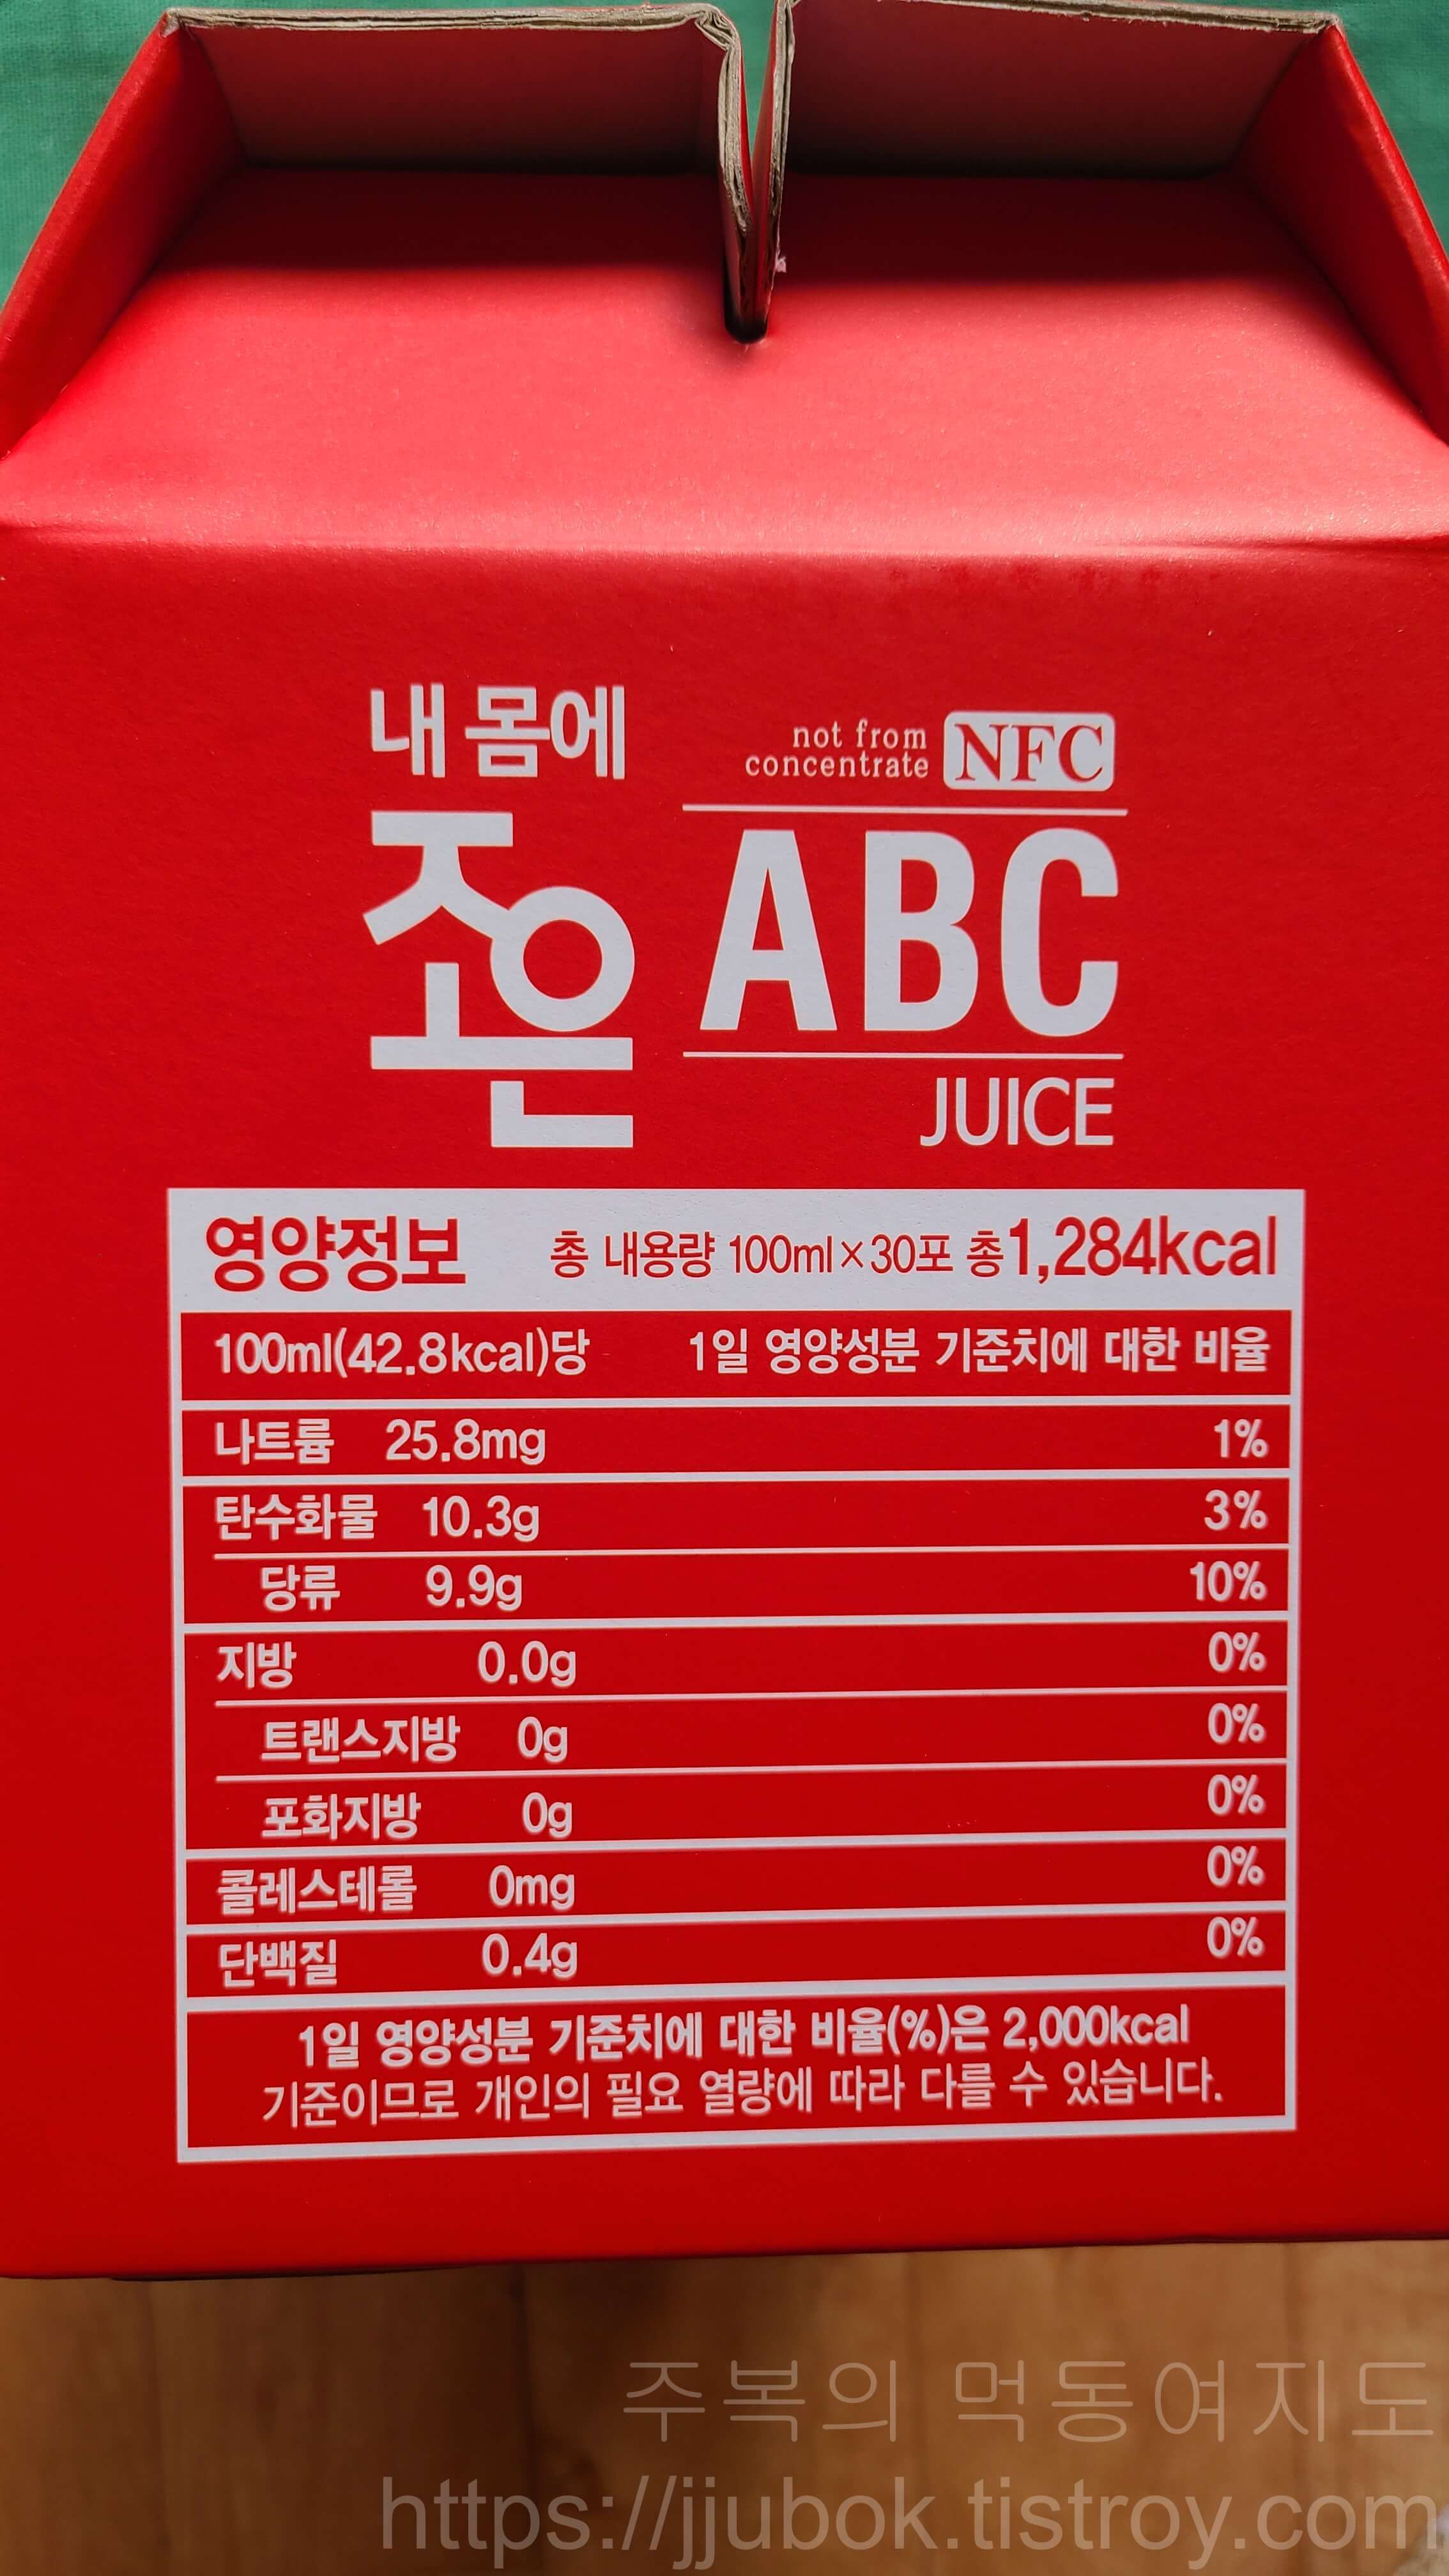 내 몸에
조은
not from
concentrate NFC
ABC
JUICE
영양정보 총 내용량 100ml×30포 총1,284kcal
100ml(42.8kcal)당 1일 영양성분 기준치에 대한 비율
나트륨 25.8mg 1%
탄수화물 10.3g 3%
당류 9.9g 10%
지방 0.0g 0%
트랜스지방 0g 0%
포화지방 0g 0%
콜레스테롤 0mg 0%
단백질 0.4g 0%
1일 영양성분 기준치에 대한 비율(%)은 2,000kcal
기준이므로 개인의 필요 열량에 따라 다를 수 있습니다.
주복의 먹동여지도
https://jjubok.tistroy.com